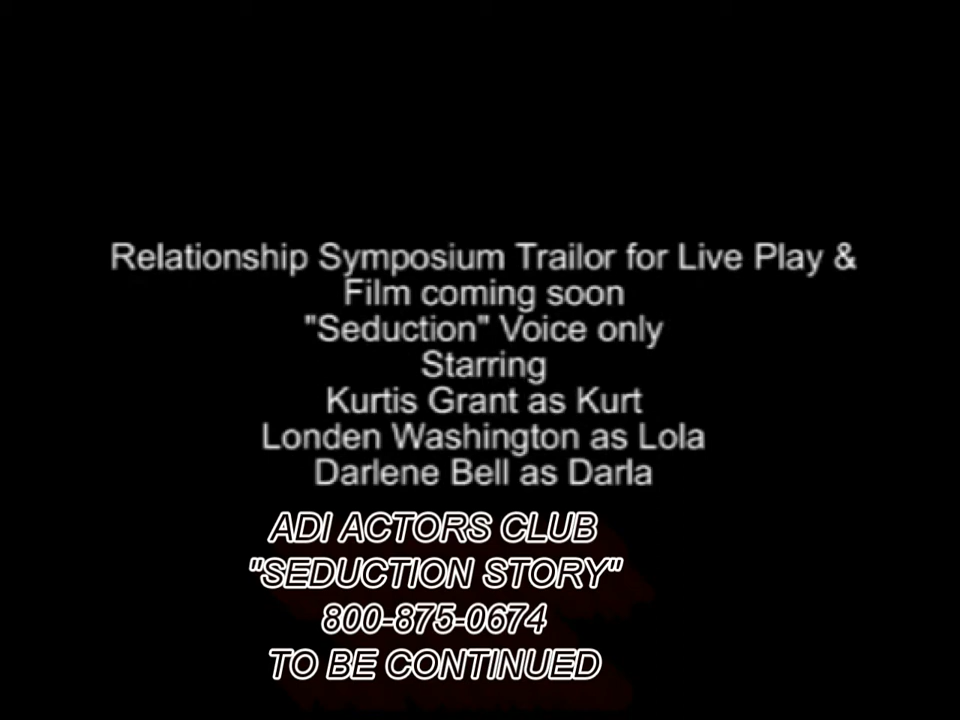 Relationship Symposium Trailor for Live Play &
Film coming soon
"Seduction" Voice only
Starring
Kurtis Grant as Kurt
Londen Washington as Lola
Darlene Bell as Darla
ADI ACTORS CLUB
"SEDUCTION STORY"
800-875-0674
TO BE CONTINUED